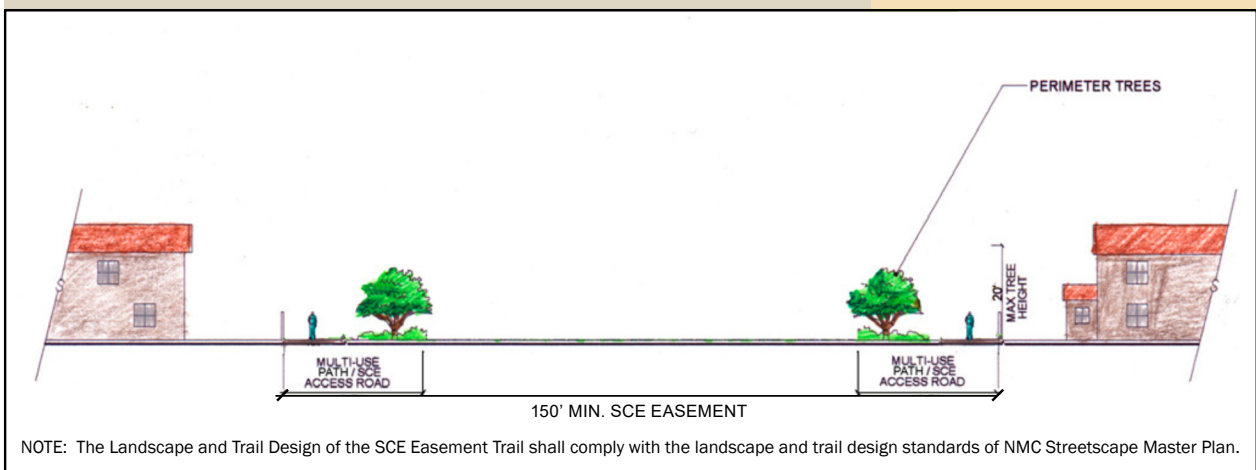 PERIMETER TREES
20'
MAX TREE
HEIGHT
MULTI-USE
PATH / SCE
ACCESS ROAD
MULTI-USE
PATH / SCE
ACCESS ROAD
150' MIN. SCE EASEMENT
NOTE: The Landscape and Trail Design of the SCE Easement Trail shall comply with the landscape and trail design standards of NMC Streetscape Master Plan.